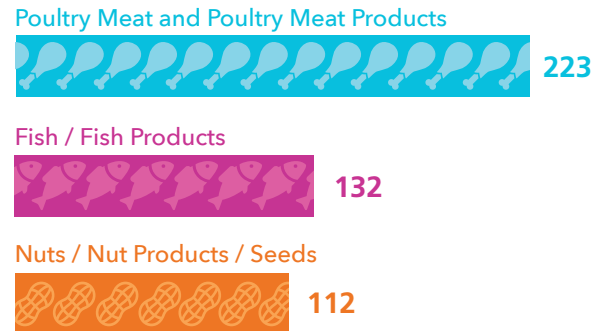 Poultry Meat and Poultry Meat Products
223
Fish / Fish Products
132
Nuts / Nut Products / Seeds
112